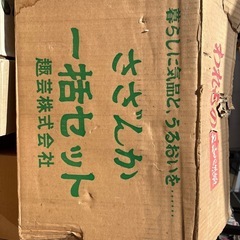 暮らしに気品と、うるおいを……
さざんか
一括セット
趣芸株式会社